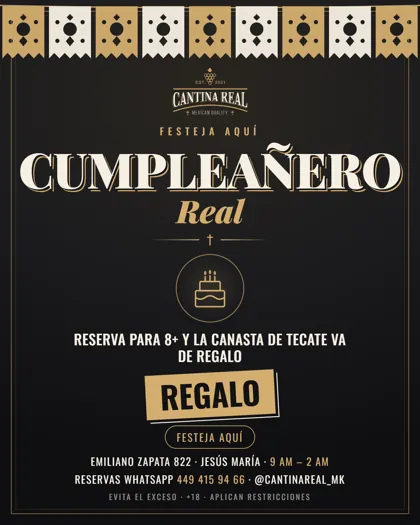 EST. 2021
CANTINA REAL
MEXICAN QUALITY
FESTEJA AQUÍ
CUMPLEAÑERO
Real
RESERVA PARA 8+ Y LA CANASTA DE TECATE VA
DE REGALO
REGALO
FESTEJA AQUÍ
EMILIANO ZAPATA 822 · JESÚS MARÍA · 9 AM – 2 AM
RESERVAS WHATSAPP 449 415 94 66 · @CANTINAREAL_MK
EVITA EL EXCESO · +18 · APLICAN RESTRICCIONES